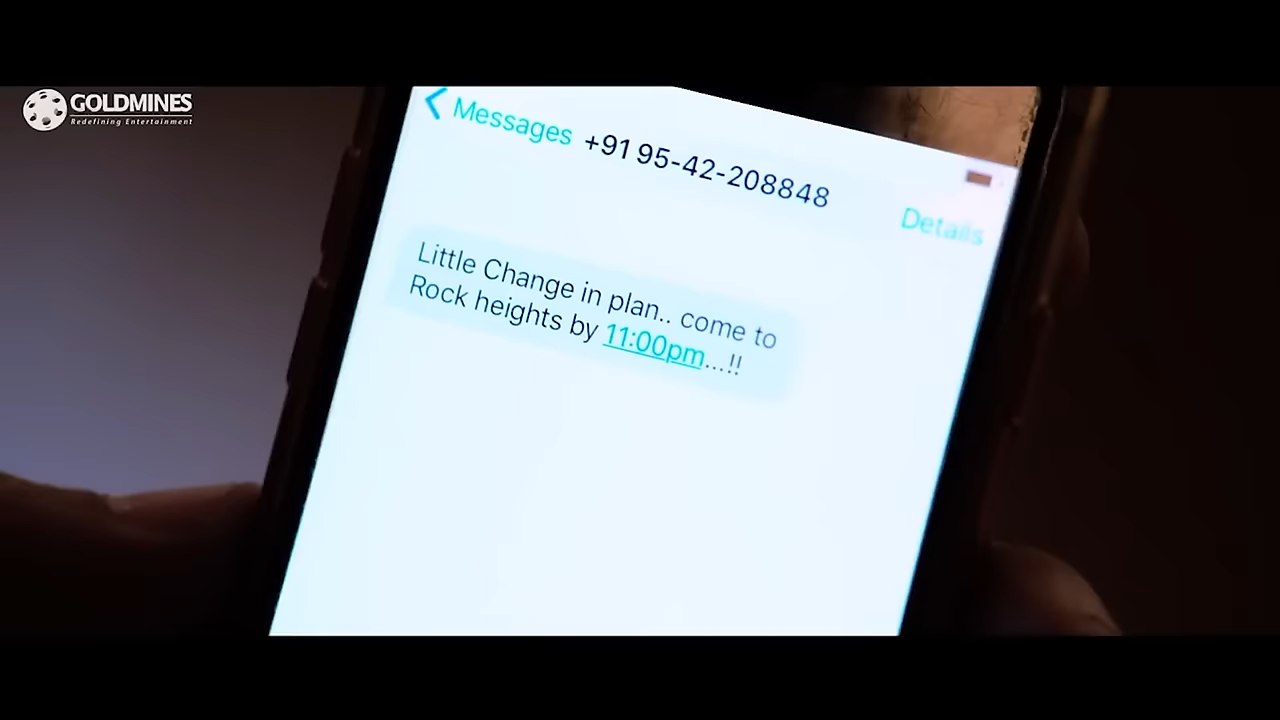 GOLDMINES
Redefining Entertainment
Messages +91 95-42-208848
Details
Little Change in plan.. come to
Rock heights by 11:00pm...!!